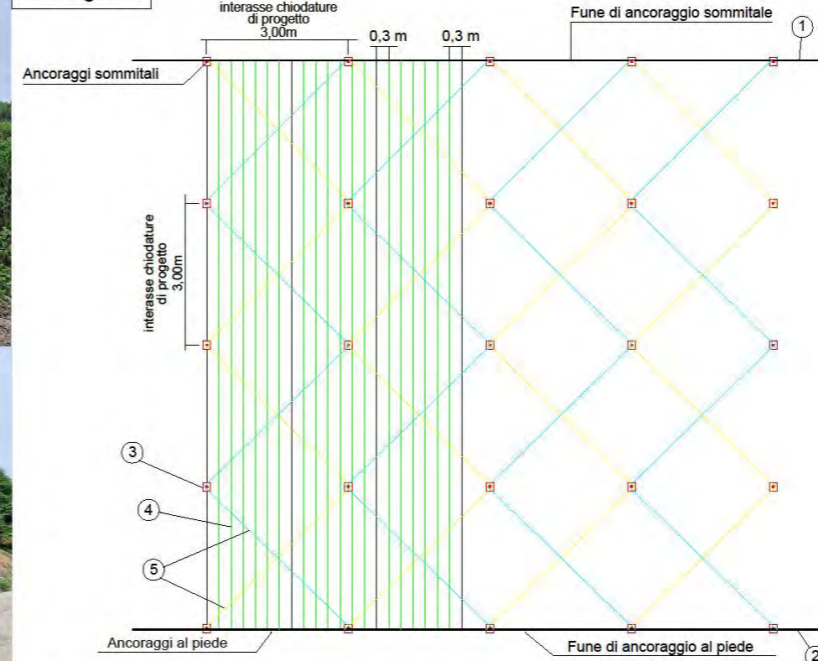 interasse chiodature
di progetto
3,00m
0,3 m
0,3 m
Fune di ancoraggio sommitale
1
Ancoraggi sommitali
interasse chiodature
di progetto
3,00m
3
4
5
Ancoraggi al piede
Fune di ancoraggio al piede
2